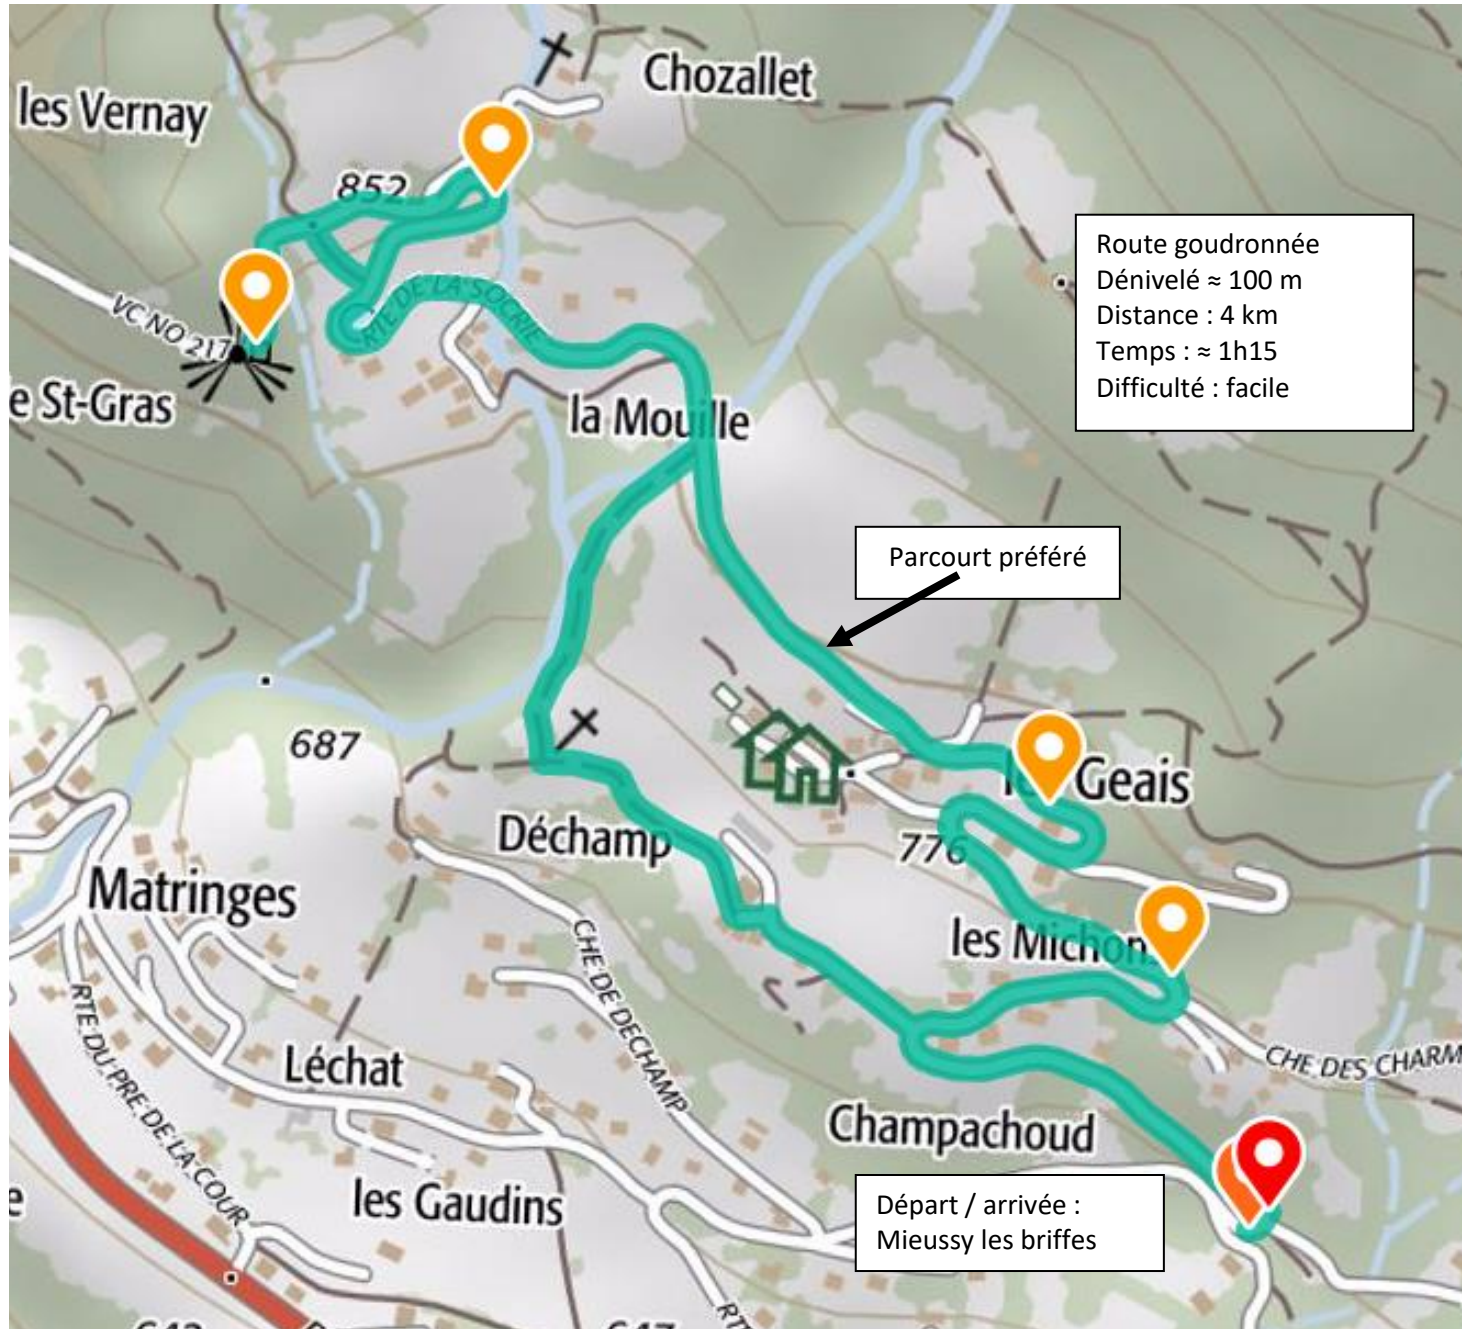 Chozallet
les Vernay
852
Route goudronnée
Dénivelé ≈ 100 m
Distance : 4 km
Temps : ≈ 1h15
Difficulté : facile
RTE DE LA SOCRIE
VC NO 217
e St-Gras
la Mouille
Parcourt préféré
687
Geais
776
Déchamp
Matringes
les Michons
CHE DE DECHAMP
RTE DU PRE DE LA COUR
Léchat
CHE DES CHARM
Champachoud
les Gaudins
e
Départ / arrivée :
Mieussy les briffes
RTE